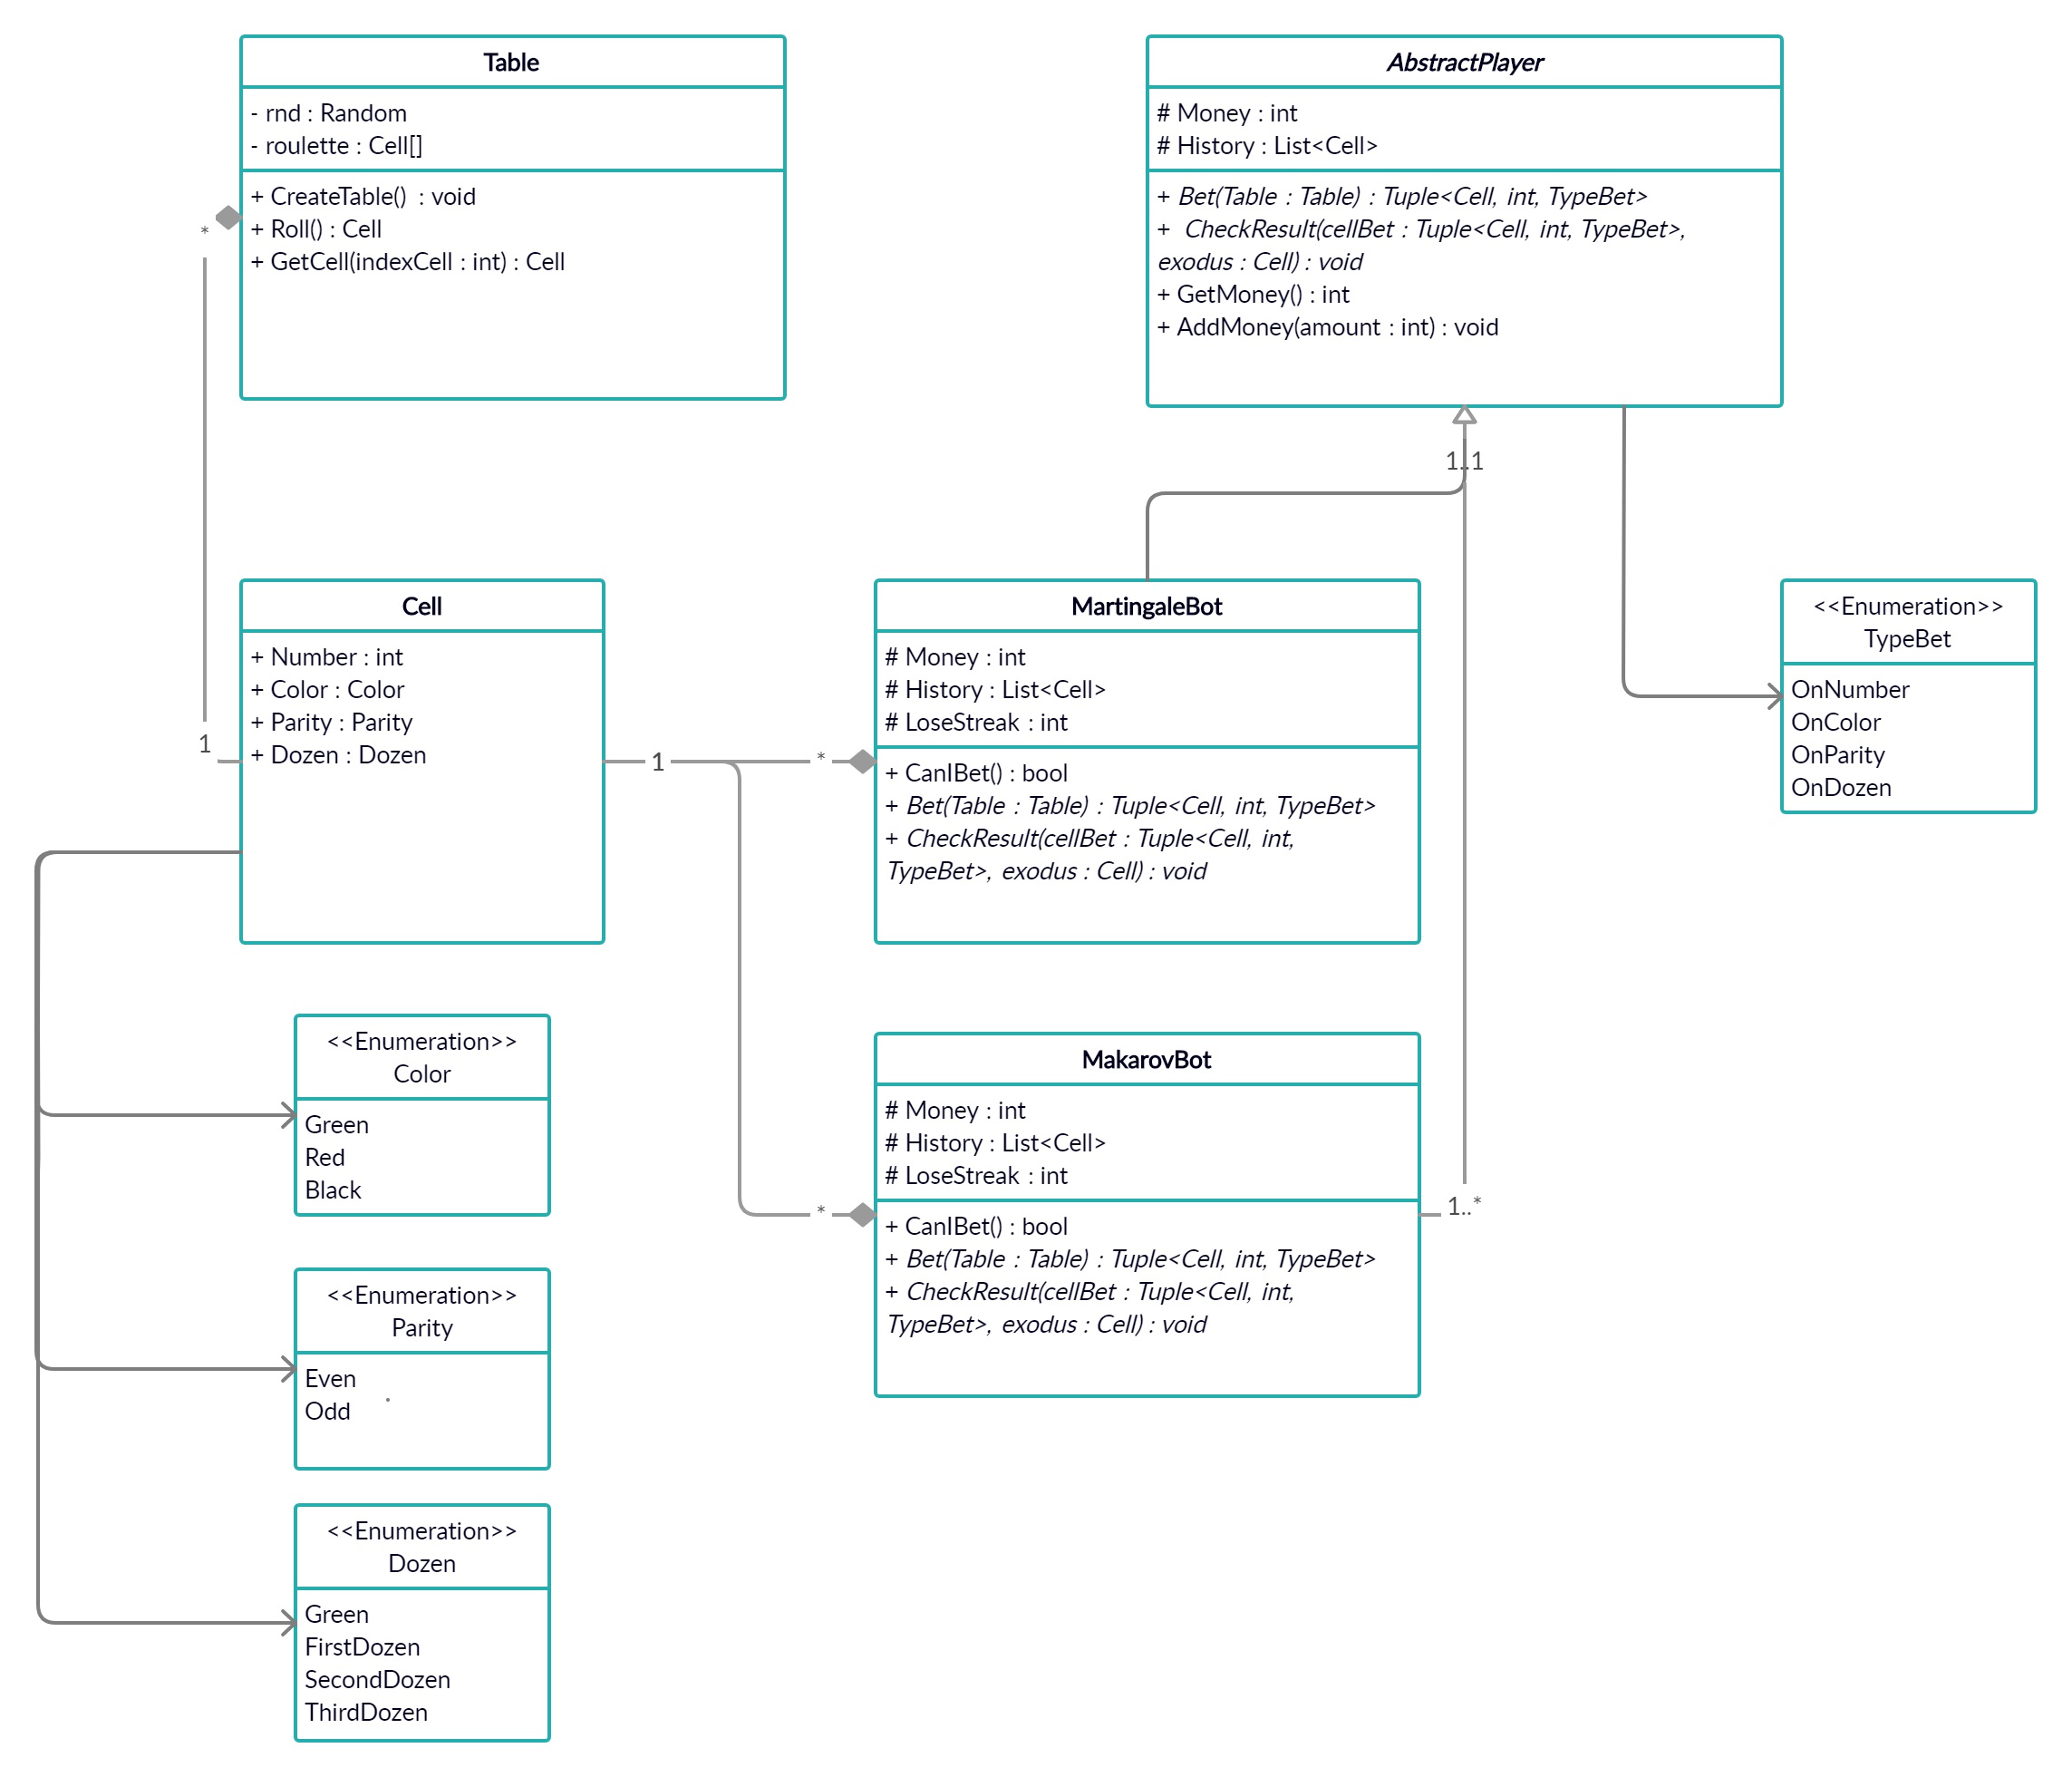 Table
- rnd : Random
- roulette : Cell[]
+ CreateTable() : void
+ Roll() : Cell
+ GetCell(indexCell : int) : Cell
*
1
AbstractPlayer
# Money : int
# History : List<Cell>
+ Bet(Table : Table) : Tuple<Cell, int, TypeBet>
+ CheckResult(cellBet : Tuple<Cell, int, TypeBet>,
exodus : Cell) : void
+ GetMoney() : int
+ AddMoney(amount : int) : void
1..1
Cell
+ Number : int
+ Color : Color
+ Parity : Parity
+ Dozen : Dozen
1
*
MartingaleBot
# Money : int
# History : List<Cell>
# LoseStreak : int
+ CanIBet() : bool
+ Bet(Table : Table) : Tuple<Cell, int, TypeBet>
+ CheckResult(cellBet : Tuple<Cell, int,
TypeBet>, exodus : Cell) : void
<<Enumeration>>
TypeBet
OnNumber
OnColor
OnParity
OnDozen
<<Enumeration>>
Color
Green
Red
Black
*
MakarovBot
# Money : int
# History : List<Cell>
# LoseStreak : int
+ CanIBet() : bool
+ Bet(Table : Table) : Tuple<Cell, int, TypeBet>
+ CheckResult(cellBet : Tuple<Cell, int,
TypeBet>, exodus : Cell) : void
1..*
<<Enumeration>>
Parity
Even
Odd
<<Enumeration>>
Dozen
Green
FirstDozen
SecondDozen
ThirdDozen